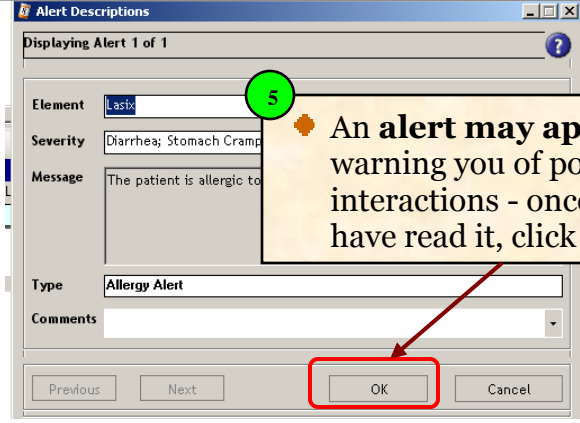 Alert Descriptions
Displaying Alert 1 of 1
?
Element Lasix
5
Severity Diarrhea; Stomach Cramp
An alert may ap
warning you of po
interactions - once
have read it, click
Message The patient is allergic to
Type Allergy Alert
Comments
Previous Next OK Cancel